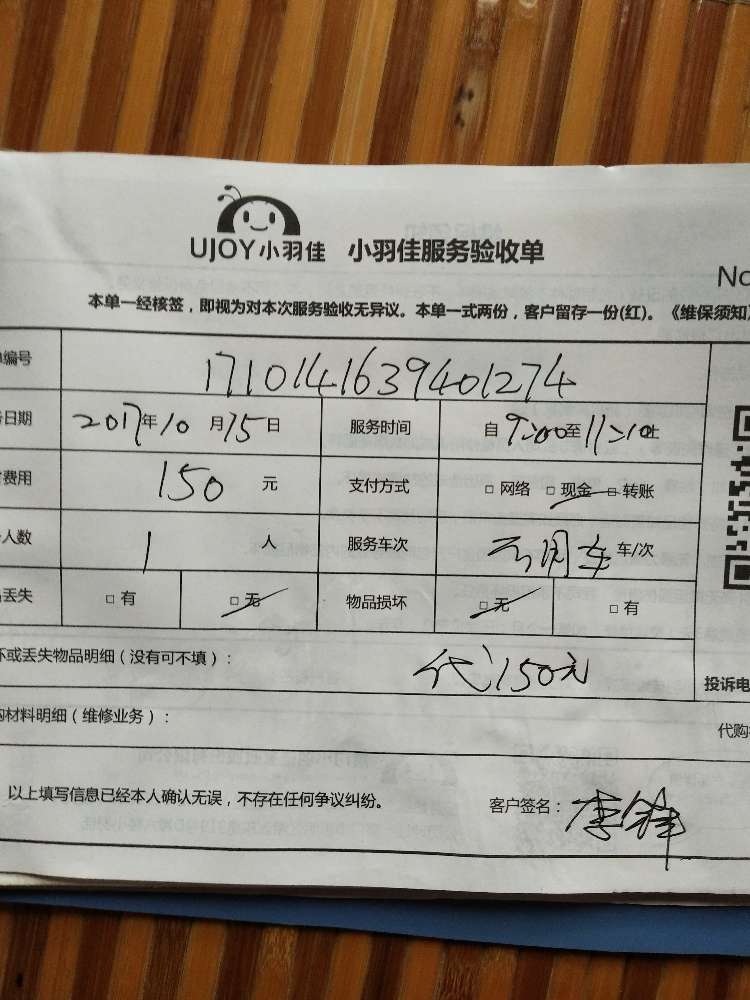 UJOY小羽佳 小羽佳服务验收单
No
本单一经核签，即视为对本次服务验收无异议。本单一式两份，客户留存一份(红)。《维保须知》
编号 171014163940１274
日期 2017年10月15日 服务时间 自9:00至11:10止
费用 150元 支付方式 □网络 □现金 □转账
人数 1人 服务车次 车/次
丢失 □有 □无 物品损坏 □无 □有
坏或丢失物品明细（没有可不填）： 代150元
投诉电
购材料明细（维修业务）：
代购
以上填写信息已经本人确认无误，不存在任何争议纠纷。 客户签名：李锋